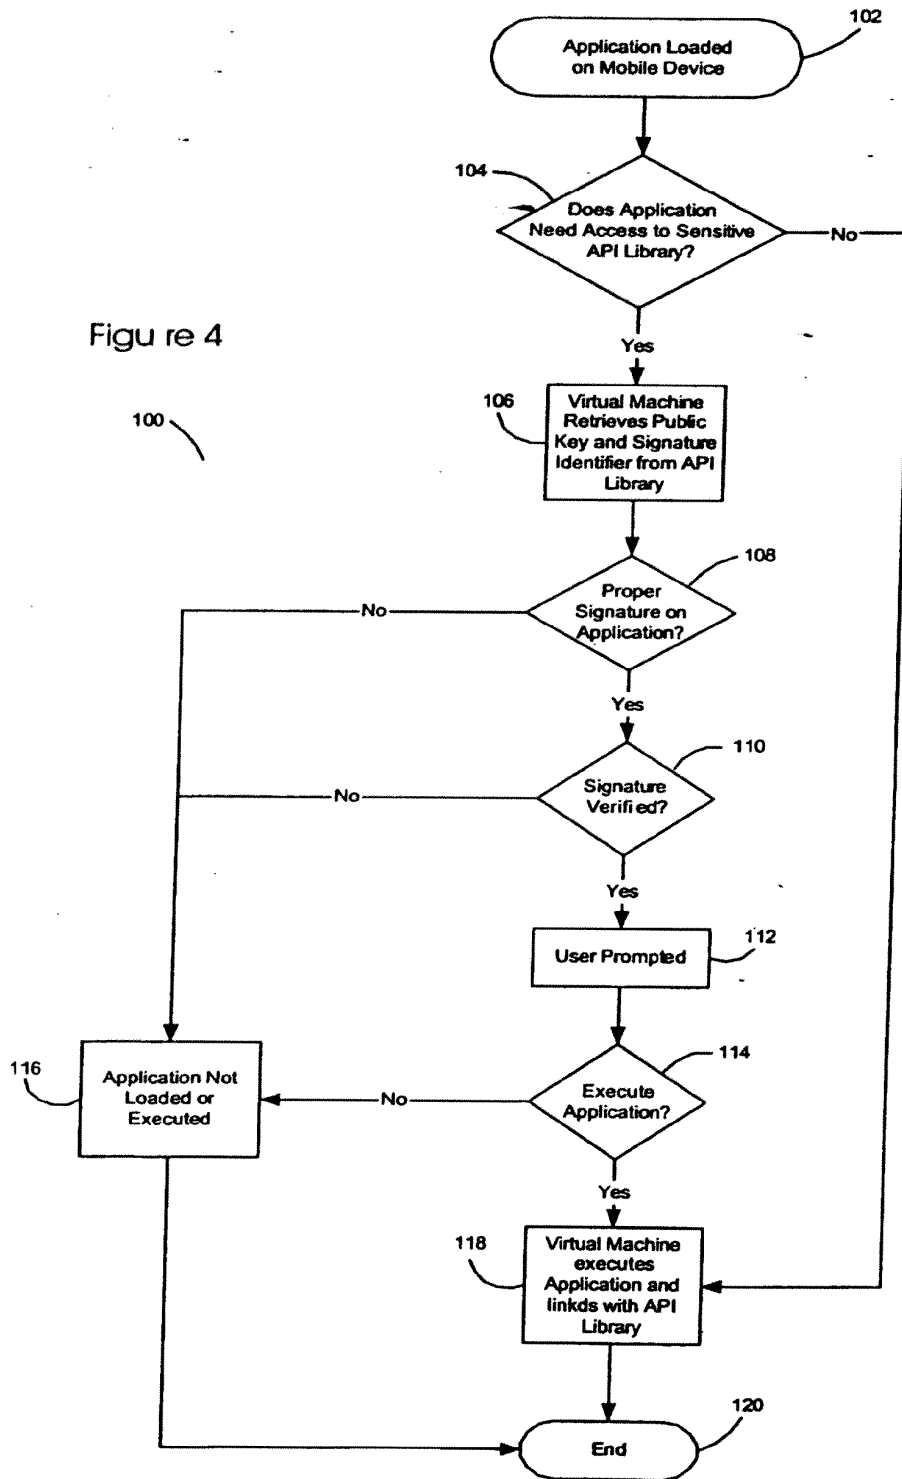 102
Application Loaded
on Mobile Device
104
Does Application
Need Access to Sensitive
API Library?
No
Figu re 4
Yes
100
106
Virtual Machine
Retrieves Public
Key and Signature
Identifier from API
Library
108
Proper
Signature on
Application?
No
Yes
110
Signature
Verified?
No
Yes
112
User Prompted
114
116
Application Not
Loaded or
Executed
Execute
Application?
No
Yes
118
Virtual Machine
executes
Application and
linkds with API
Library
120
End